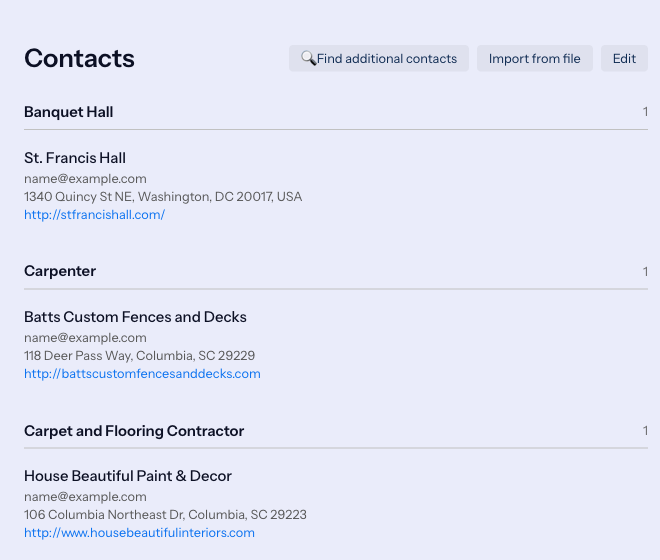 Contacts
🔍Find additional contacts
Import from file
Edit
Banquet Hall 1
St. Francis Hall
name@example.com
1340 Quincy St NE, Washington, DC 20017, USA
http://stfrancishall.com/
Carpenter 1
Batts Custom Fences and Decks
name@example.com
118 Deer Pass Way, Columbia, SC 29229
http://battscustomfencesanddecks.com
Carpet and Flooring Contractor 1
House Beautiful Paint & Decor
name@example.com
106 Columbia Northeast Dr, Columbia, SC 29223
http://www.housebeautifulinteriors.com